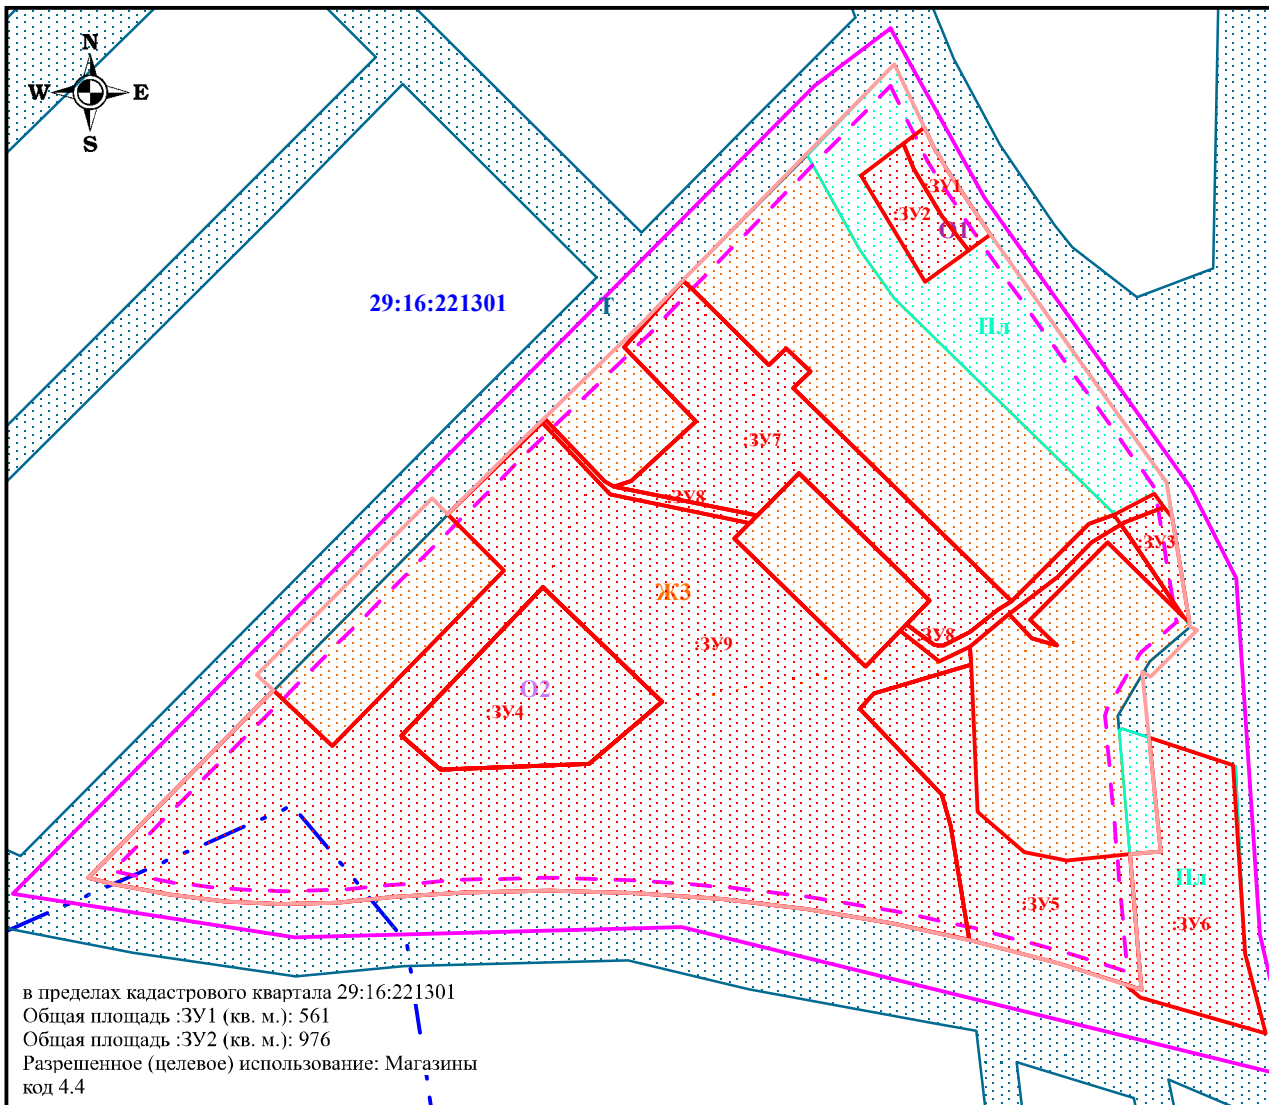 N
W E
S
:ЗУ1
:ЗУ2
О1
29:16:221301
Т
Пл
:ЗУ7
:ЗУ8
:ЗУ3
Ж3
:ЗУ8
:ЗУ9
О2
:ЗУ4
Пл
:ЗУ5
:ЗУ6
в пределах кадастрового квартала 29:16:221301
Общая площадь :ЗУ1 (кв. м.): 561
Общая площадь :ЗУ2 (кв. м.): 976
Разрешенное (целевое) использование: Магазины
код 4.4